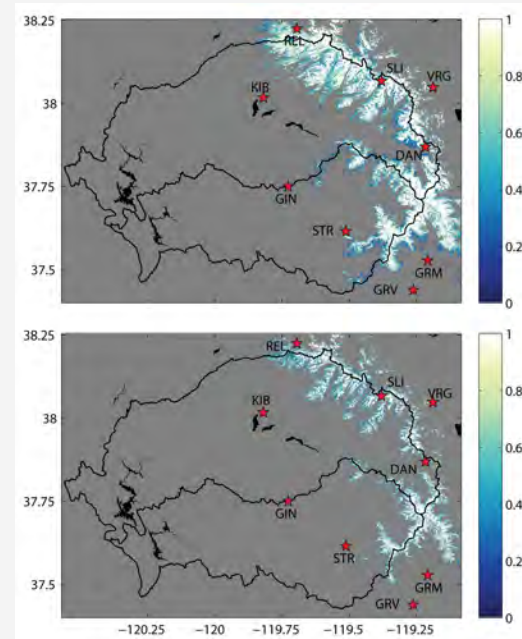 38.25
38
37.75
37.5
REL
SLI
VRG
KIB
DAN
GIN
STR
GRM
GRV
1
0.8
0.6
0.4
0.2
0
38.25
38
37.75
37.5
REL
SLI
VRG
KIB
DAN
GIN
STR
GRM
GRV
1
0.8
0.6
0.4
0.2
0
−120.25 −120 −119.75 −119.5 −119.25